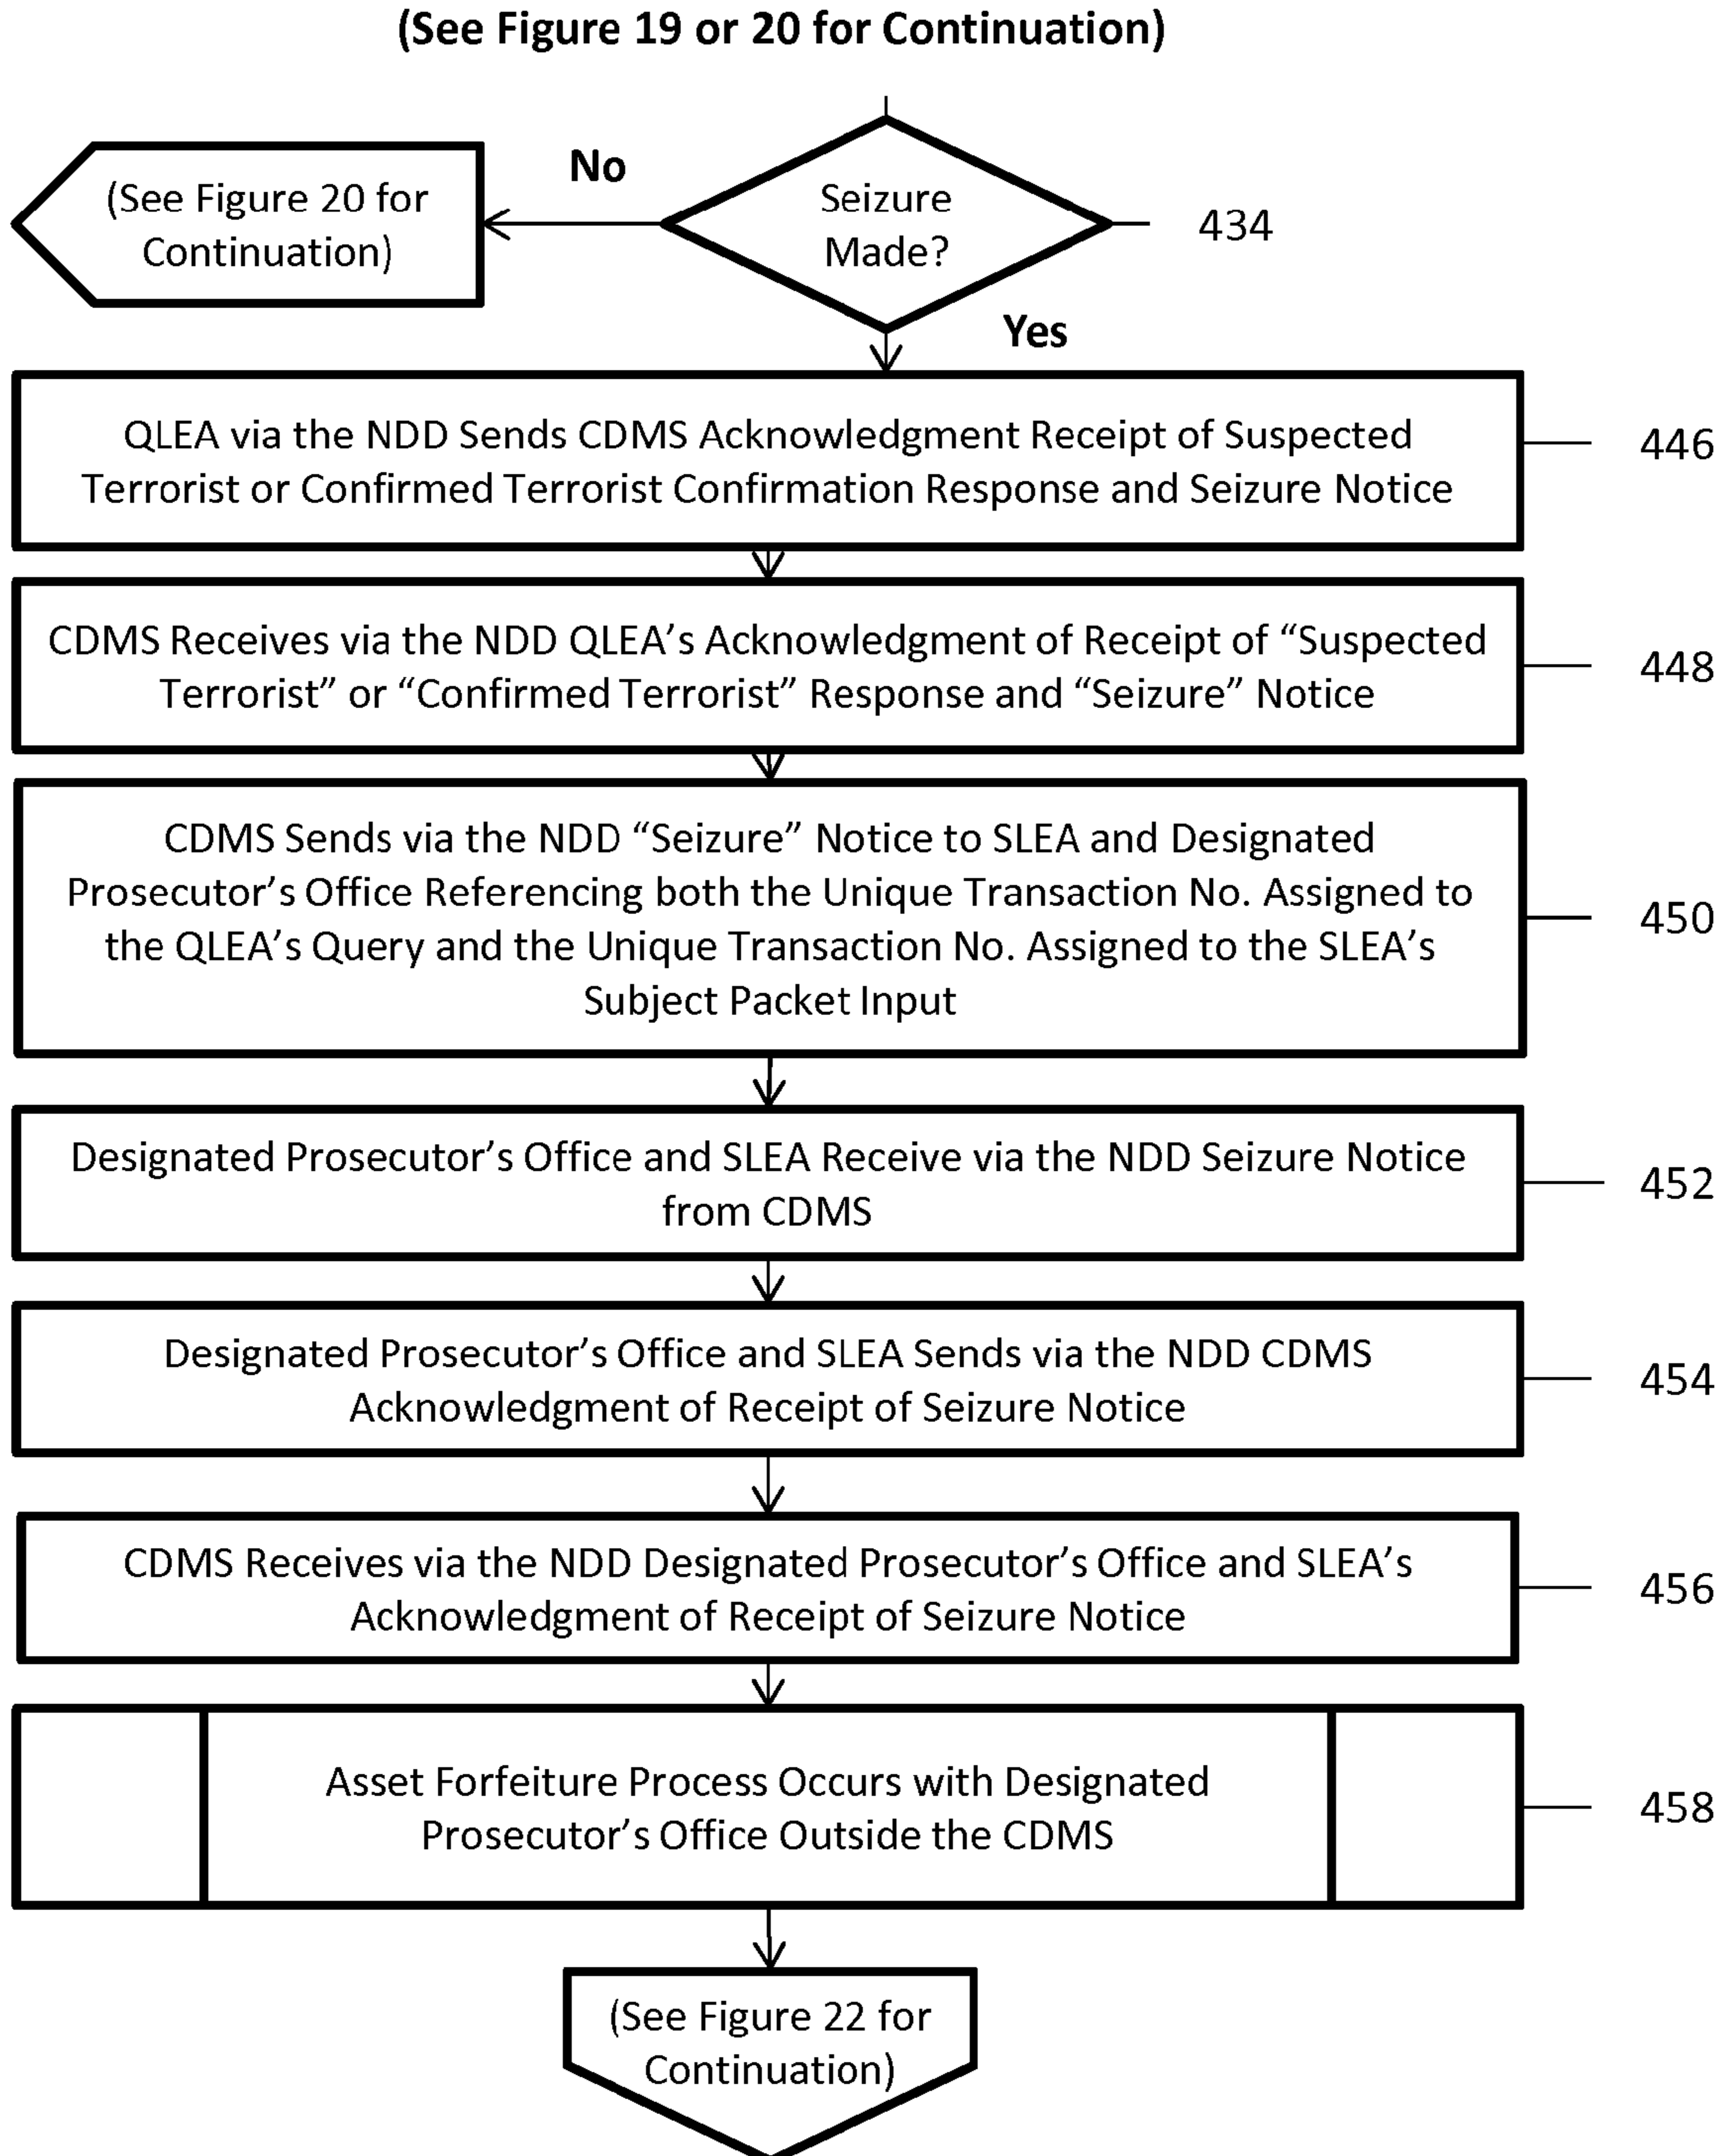 (See Figure 19 or 20 for Continuation)
No
(See Figure 20 for
Continuation)
Seizure
Made?
434
Yes
QLEA via the NDD Sends CDMS Acknowledgment Receipt of Suspected
Terrorist or Confirmed Terrorist Confirmation Response and Seizure Notice
446
CDMS Receives via the NDD QLEA’s Acknowledgment of Receipt of “Suspected
Terrorist” or “Confirmed Terrorist” Response and “Seizure” Notice
448
CDMS Sends via the NDD “Seizure” Notice to SLEA and Designated
Prosecutor’s Office Referencing both the Unique Transaction No. Assigned to
the QLEA’s Query and the Unique Transaction No. Assigned to the SLEA’s
Subject Packet Input
450
Designated Prosecutor’s Office and SLEA Receive via the NDD Seizure Notice
from CDMS
452
Designated Prosecutor’s Office and SLEA Sends via the NDD CDMS
Acknowledgment of Receipt of Seizure Notice
454
CDMS Receives via the NDD Designated Prosecutor’s Office and SLEA’s
Acknowledgment of Receipt of Seizure Notice
456
Asset Forfeiture Process Occurs with Designated
Prosecutor’s Office Outside the CDMS
458
(See Figure 22 for
Continuation)